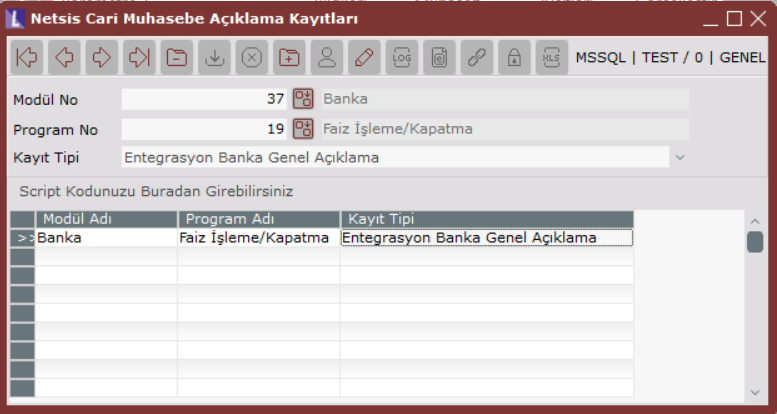 Netsis Cari Muhasebe Açıklama Kayıtları
LOG
XLS
MSSQL | TEST / 0 | GENEL
Modül No 37 Banka
Program No 19 Faiz İşleme/Kapatma
Kayıt Tipi Entegrasyon Banka Genel Açıklama
Script Kodunuzu Buradan Girebilirsiniz
Modül Adı Program Adı Kayıt Tipi
>> Banka Faiz İşleme/Kapatma Entegrasyon Banka Genel Açıklama